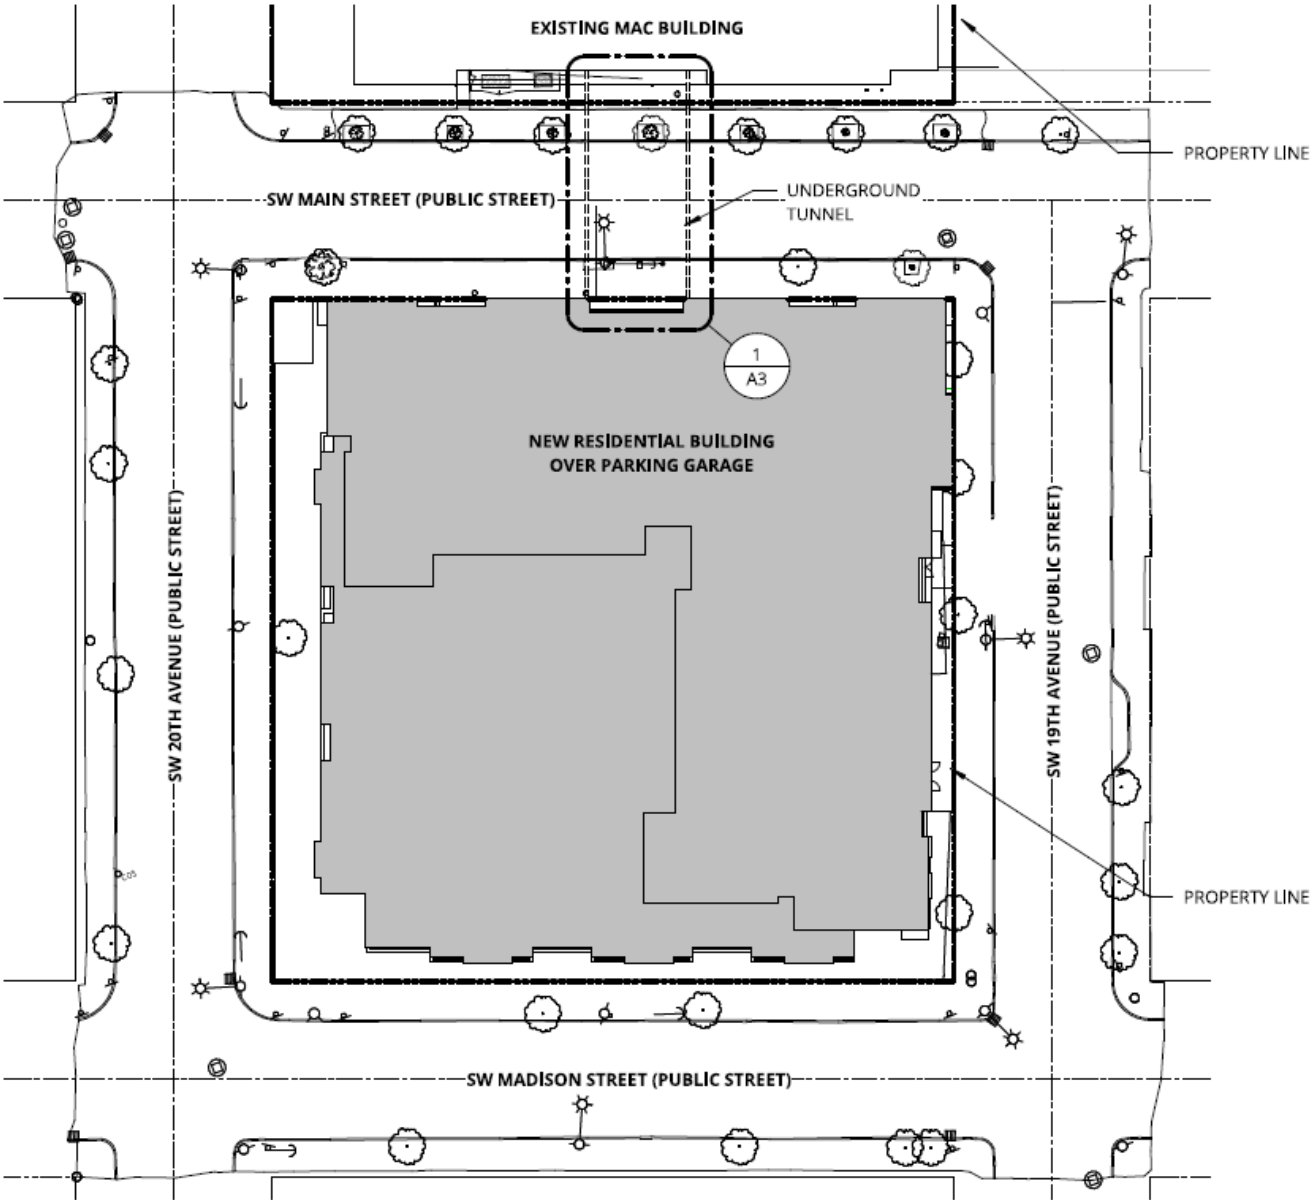 EXISTING MAC BUILDING
PROPERTY LINE
UNDERGROUND
TUNNEL
SW MAIN STREET (PUBLIC STREET)
1
A3
NEW RESIDENTIAL BUILDING
OVER PARKING GARAGE
SW 20TH AVENUE (PUBLIC STREET)
SW 19TH AVENUE (PUBLIC STREET)
PROPERTY LINE
SW MADISON STREET (PUBLIC STREET)